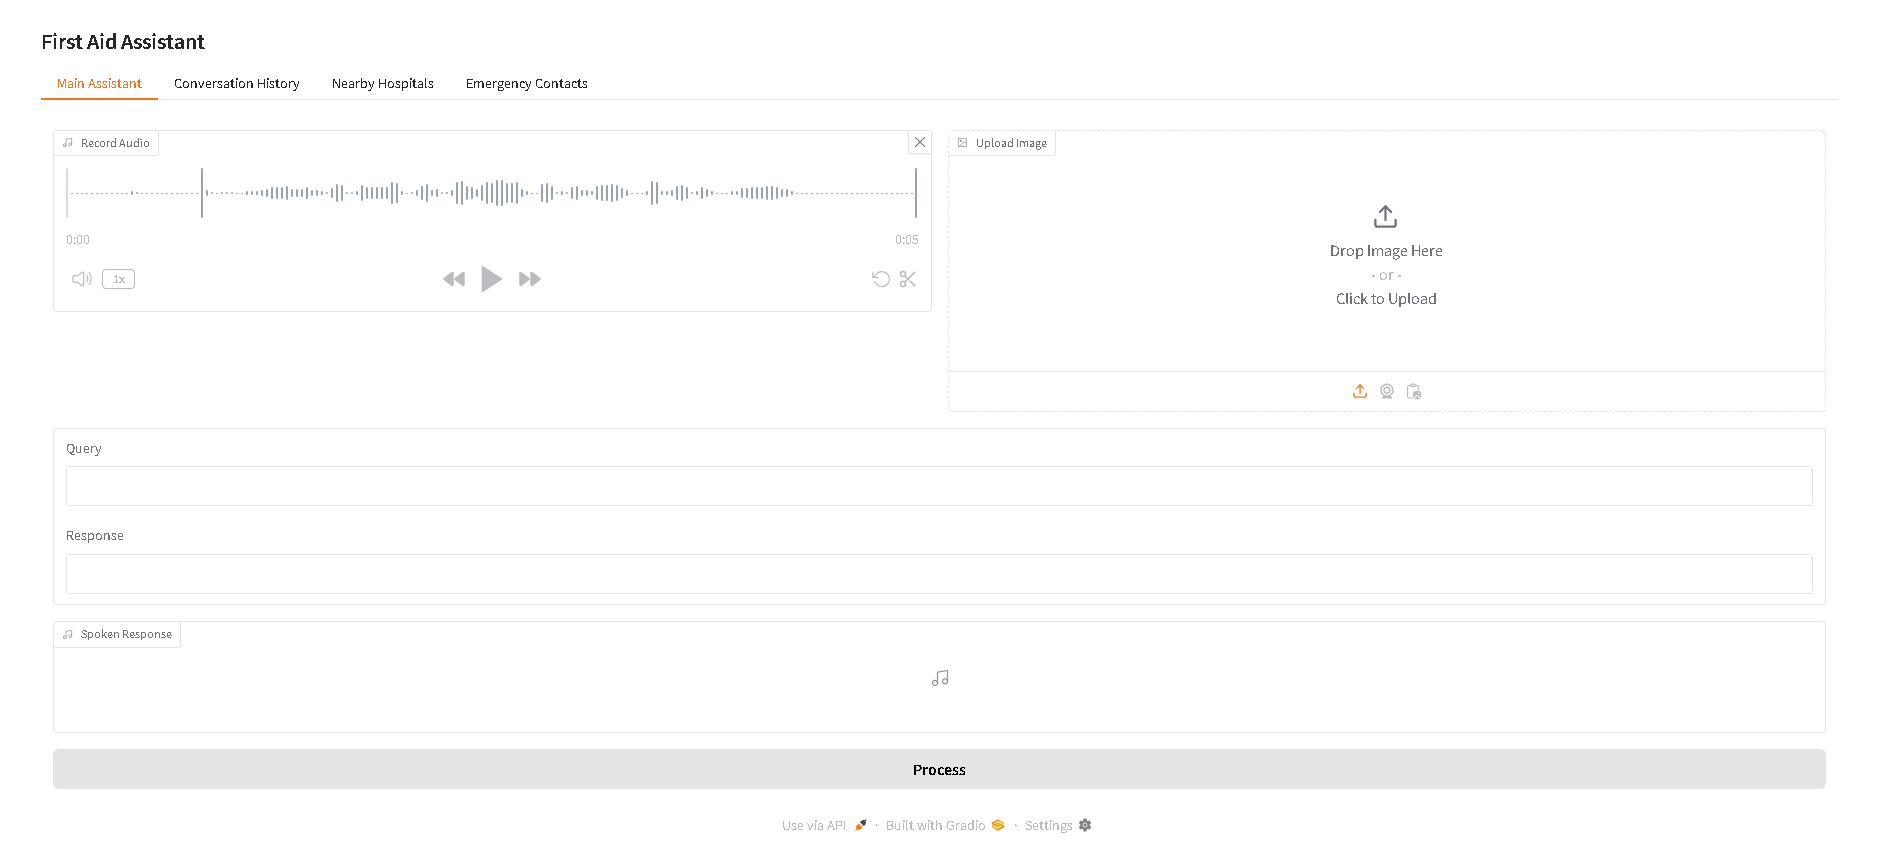 First Aid Assistant
Main Assistant Conversation History Nearby Hospitals Emergency Contacts
Record Audio
0:00 0:05
1x
Upload Image
Drop Image Here
- or -
Click to Upload
Query
Response
Spoken Response
Process
Use via API · Built with Gradio · Settings